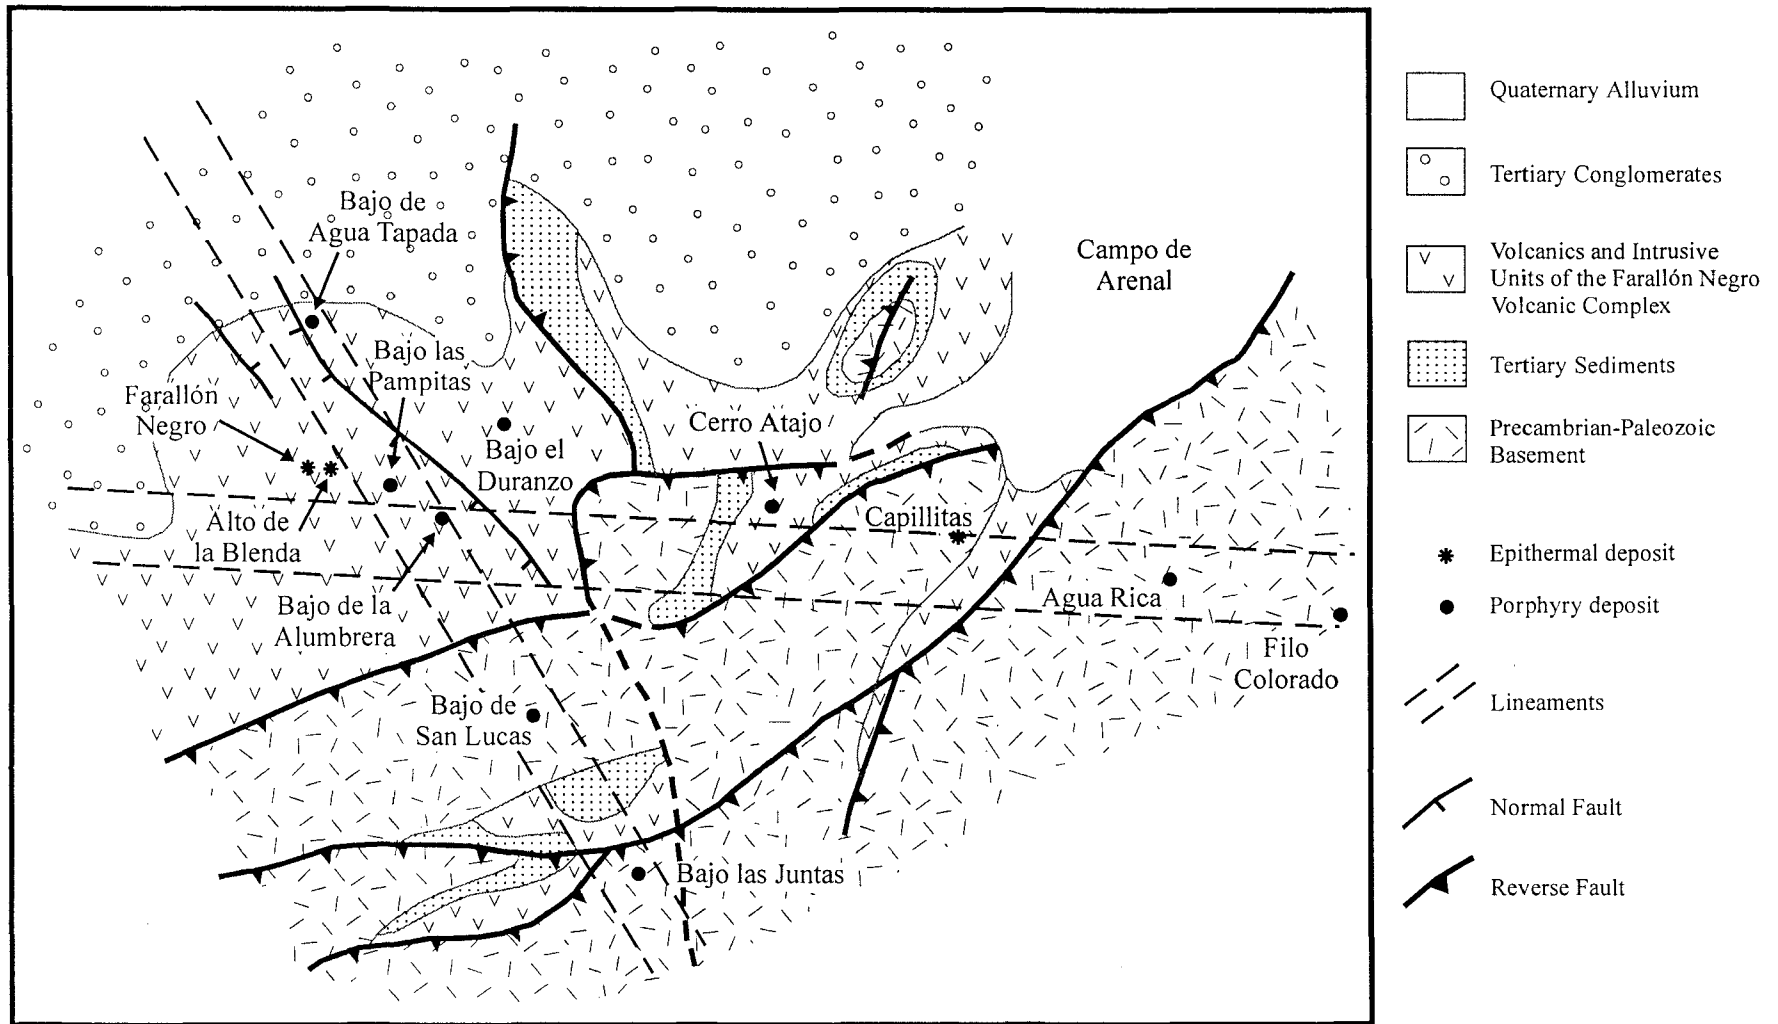 Bajo de
Agua Tapada
Campo de
Arenal
Bajo las
Pampitas
Farallón
Negro
Cerro Atajo
Bajo el
Duranzo
Alto de
la Blenda
Capillitas
Bajo de la
Alumbrera
Agua Rica
Filo
Colorado
Bajo de
San Lucas
Bajo las Juntas
Quaternary Alluvium
Tertiary Conglomerates
Volcanics and Intrusive
Units of the Farallón Negro
Volcanic Complex
Tertiary Sediments
Precambrian-Paleozoic
Basement
Epithermal deposit
Porphyry deposit
Lineaments
Normal Fault
Reverse Fault